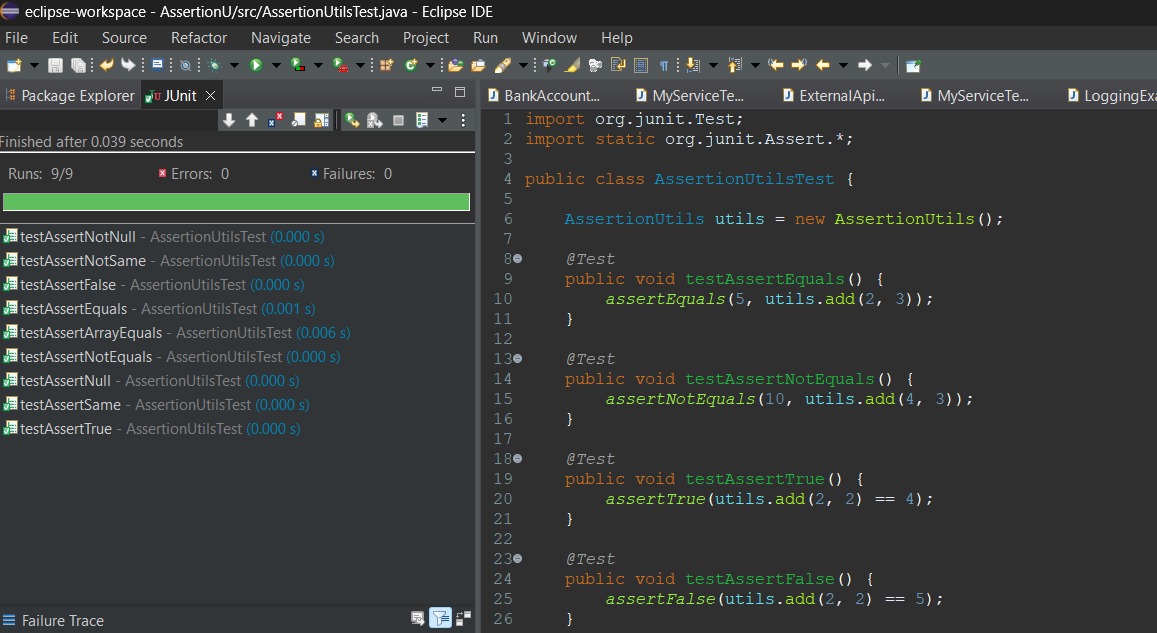 eclipse-workspace - AssertionU/src/AssertionUtilsTest.java - Eclipse IDE
File Edit Source Refactor Navigate Search Project Run Window Help
Package Explorer JUnit
Finished after 0.039 seconds
Runs: 9/9 Errors: 0 Failures: 0
testAssertNotNull - AssertionUtilsTest (0.000 s)
testAssertNotSame - AssertionUtilsTest (0.000 s)
testAssertFalse - AssertionUtilsTest (0.000 s)
testAssertEquals - AssertionUtilsTest (0.001 s)
testAssertArrayEquals - AssertionUtilsTest (0.006 s)
testAssertNotEquals - AssertionUtilsTest (0.000 s)
testAssertNull - AssertionUtilsTest (0.000 s)
testAssertSame - AssertionUtilsTest (0.000 s)
testAssertTrue - AssertionUtilsTest (0.000 s)
Failure Trace
BankAccount... MyServiceTe... ExternalApi... MyServiceTe... LoggingExa
1 import org.junit.Test;
2 import static org.junit.Assert.*;
3
4 public class AssertionUtilsTest {
5
6 AssertionUtils utils = new AssertionUtils();
7
8 @Test
9 public void testAssertEquals() {
10 assertEquals(5, utils.add(2, 3));
11 }
12
13 @Test
14 public void testAssertNotEquals() {
15 assertNotEquals(10, utils.add(4, 3));
16 }
17
18 @Test
19 public void testAssertTrue() {
20 assertTrue(utils.add(2, 2) == 4);
21 }
22
23 @Test
24 public void testAssertFalse() {
25 assertFalse(utils.add(2, 2) == 5);
26 }